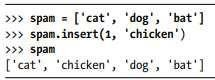 >>> spam = ['cat', 'dog', 'bat']
>>> spam.insert(1, 'chicken')
>>> spam
['cat', 'chicken', 'dog', 'bat']